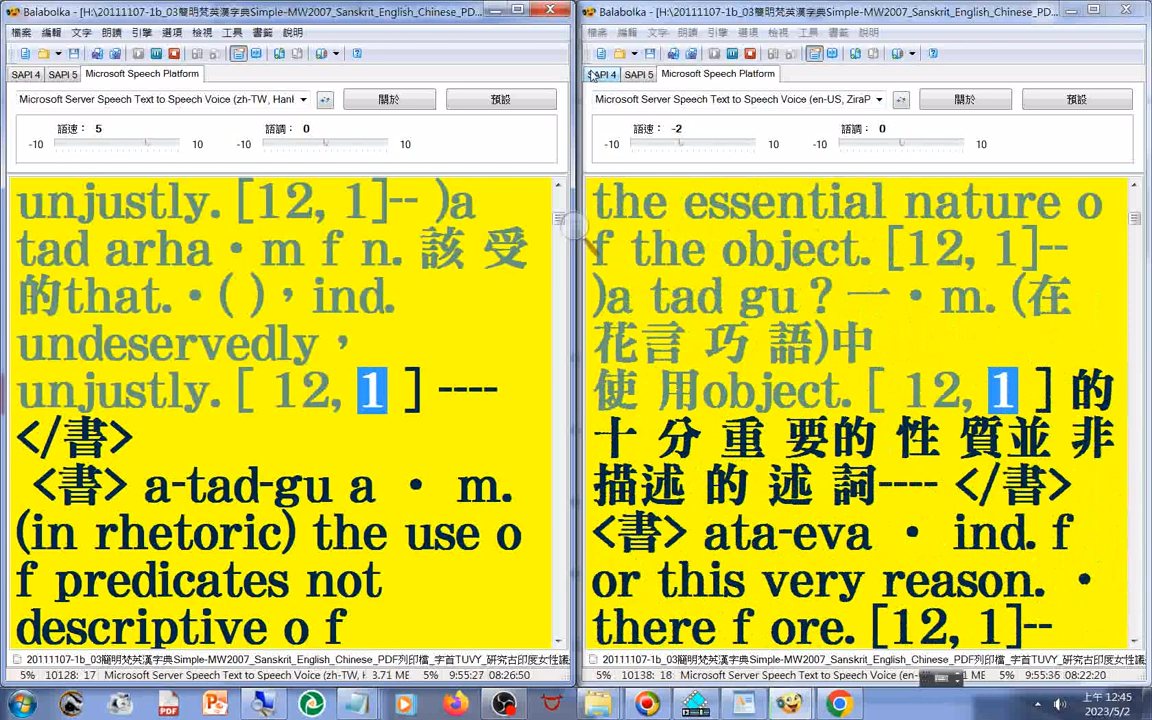 Balabolka - [H:\20111107-1b_03簡明梵英漢字典Simple-MW2007_Sanskrit_English_Chinese_PD...
檔案 編輯 文字 朗讀 引擎 選項 檢視 工具 書籤 說明
SAPI 4 SAPI 5 Microsoft Speech Platform
Microsoft Server Speech Text to Speech Voice (zh-TW, HanH 關於 預設
語速： 5 語調： 0
-10 10 -10 10
unjustly. [12, 1]-- )a
tad arha・m f n. 該 受
的that.・( )，ind.
undeservedly，
unjustly. [ 12, 1 ] ----
</書>
<書> a-tad-gu a ・ m.
(in rhetoric) the use o
f predicates not
descriptive o f
20111107-1b_03簡明梵英漢字典Simple-MW2007_Sanskrit_English_Chinese_PDF列印檔_字首TUVY_研究古印度女性議
5% 10128: 17 Microsoft Server Speech Text to Speech Voice (zh-TW, H 3.71 ME 5% 9:55:27 08:26:50
Balabolka - [H:\20111107-1b_03簡明梵英漢字典Simple-MW2007_Sanskrit_English_Chinese_PD...
檔案 編輯 文字 朗讀 引擎 選項 檢視 工具 書籤 說明
SAPI 4 SAPI 5 Microsoft Speech Platform
Microsoft Server Speech Text to Speech Voice (en-US, ZiraP 關於 預設
語速： -2 語調： 0
-10 10 -10 10
the essential nature o
f the object. [12, 1]--
)a tad gu？一・m. (在
花言 巧 語)中
使 用object. [ 12, 1 ] 的
十 分 重 要的 性 質並 非
描述 的 述 詞---- </書>
<書> ata-eva ・ ind. f
or this very reason. ・
there f ore. [12, 1]--
20111107-1b_03簡明梵英漢字典Simple-MW2007_Sanskrit_English_Chinese_PDF列印檔_字首TUVY_研究古印度女性議
5% 10138: 18 Microsoft Server Speech Text to Speech Voice (en-US, ME 5% 9:55:36 08:22:20
上午 12:45
2023/5/2